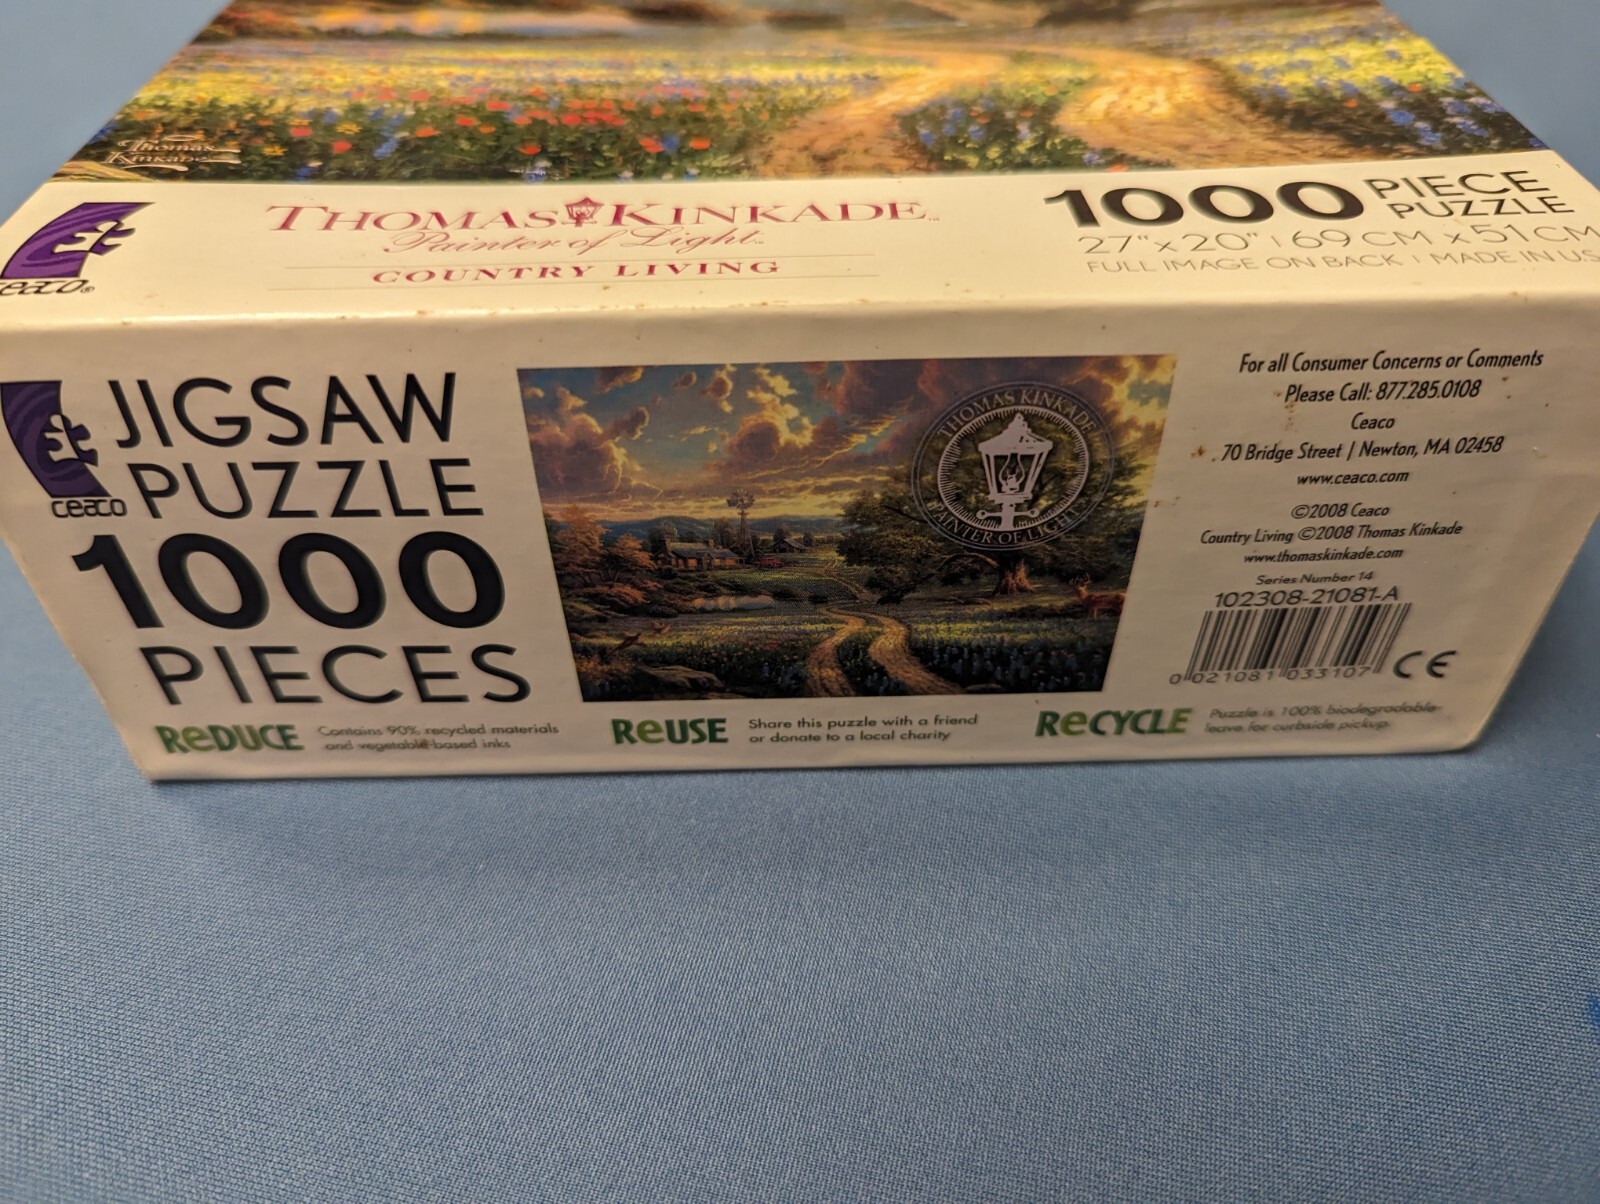 Thomas
Kinkade
ceaco®
THOMAS KINKADE™
Painter of Light™
COUNTRY LIVING
1000 PIECE
PUZZLE
27" x 20" | 69 CM x 51 CM
FULL IMAGE ON BACK | MADE IN U.S
ceaco
JIGSAW
PUZZLE
1000
PIECES
THOMAS KINKADE
PAINTER OF LIGHT
For all Consumer Concerns or Comments
Please Call: 877.285.0108
Ceaco
70 Bridge Street | Newton, MA 02458
www.ceaco.com
©2008 Ceaco
Country Living ©2008 Thomas Kinkade
www.thomaskinkade.com
Series Number 14
102308-21081-A
0 21081 03310 7
CE
REDUCE Contains 90% recycled materials
and vegetable-based inks
REUSE Share this puzzle with a friend
or donate to a local charity
RECYCLE Puzzle is 100% biodegradable-
leave for curbside pickup.